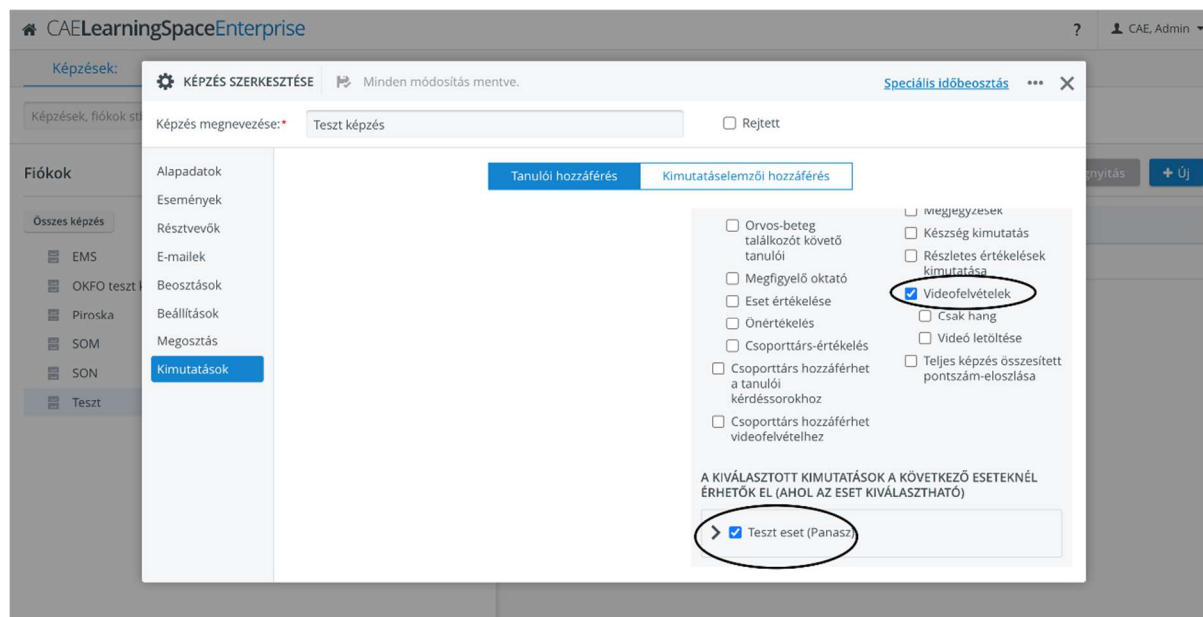 CAELearningSpaceEnterprise
? CAE, Admin
Képzések:
KÉPZÉS SZERKESZTÉSE Minden módosítás mentve. Speciális időbeosztás ...
Képzések, fiókok stb
Képzés megnevezése:* Teszt képzés Rejtett
Fiókok
+ Új
Összes képzés
EMS
OKFO teszt k
Piroska
SOM
SON
Teszt
Alapadatok
Események
Résztvevők
E-mailek
Beosztások
Beállítások
Megosztás
Kimutatások
Tanulói hozzáférés Kimutatáselemzői hozzáférés
Orvos-beteg
találkozót követő
tanulói
Megfigyelő oktató
Eset értékelése
Önértékelés
Csoporttárs-értékelés
Csoporttárs hozzáférhet
a tanulói
kérdéssorokhoz
Csoporttárs hozzáférhet
videofelvételhez
Megjegyzések
Készség kimutatás
Részletes értékelések
kimutatása
Videofelvételek
Csak hang
Videó letöltése
Teljes képzés összesített
pontszám-eloszlása
A KIVÁLASZTOTT KIMUTATÁSOK A KÖVETKEZŐ ESETEKNÉL
ÉRHETŐK EL (AHOL AZ ESET KIVÁLASZTHATÓ)
Teszt eset (Panasz)